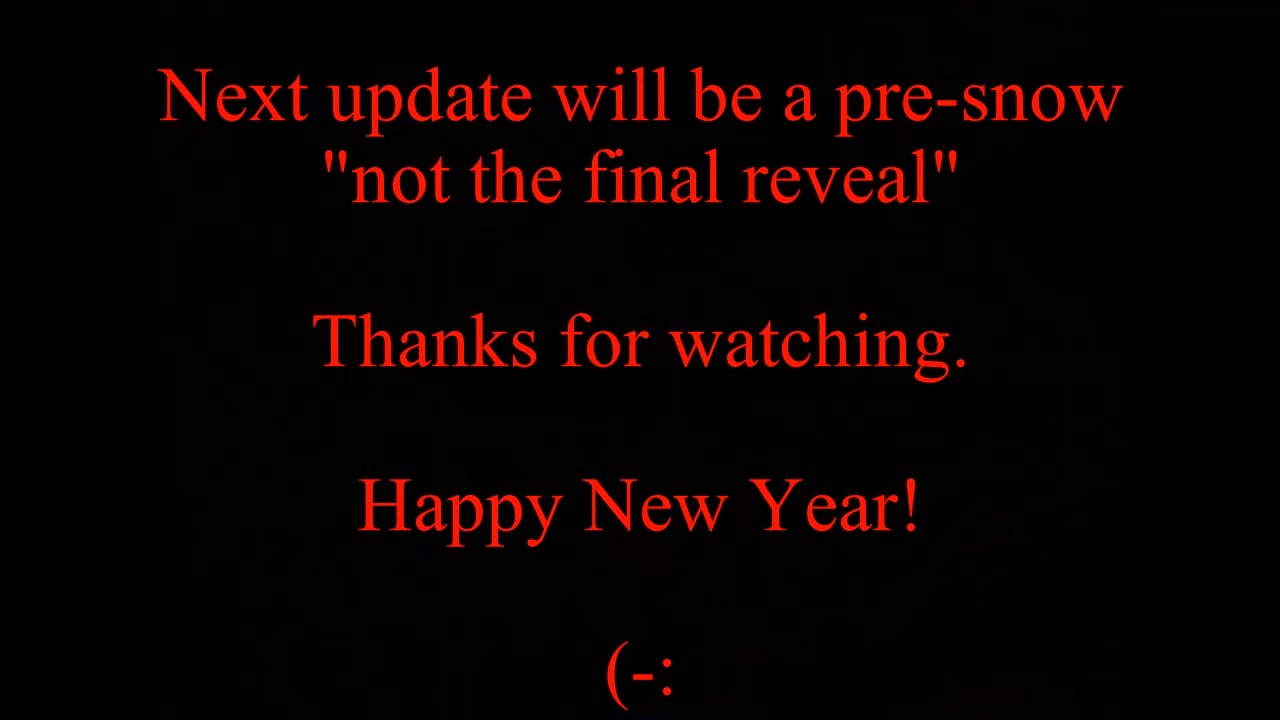 Next update will be a pre-snow
"not the final reveal"
Thanks for watching.
Happy New Year!
(-: